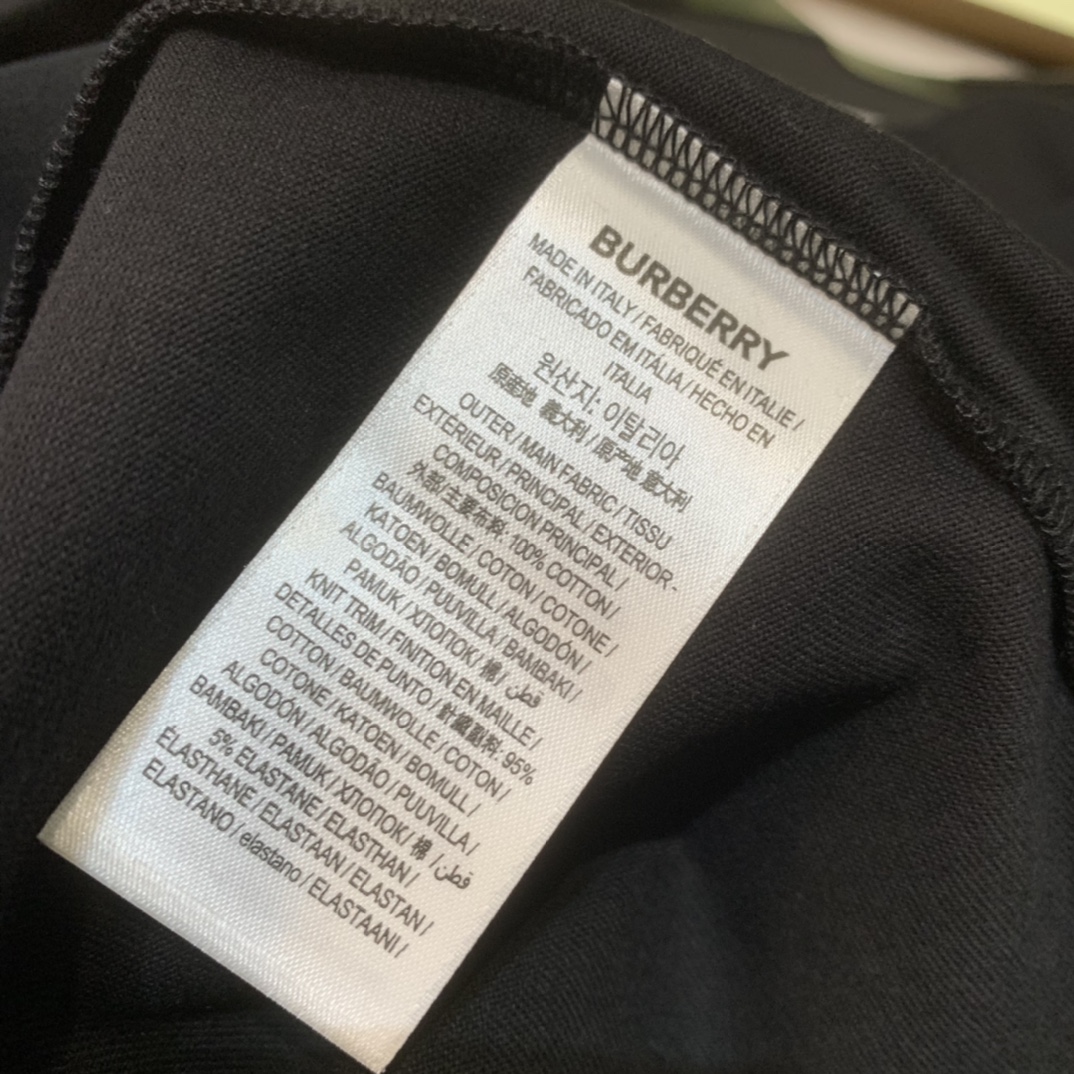 BURBERRY
MADE IN ITALY / FABRIQUÉ EN ITALIE /
FABRICADO EM ITÁLIA / HECHO EN
ITALIA
원산지: 이탈리아
原產地 義大利 / 原产地 意大利
OUTER / MAIN FABRIC / TISSU
EXTÉRIEUR / PRINCIPAL / EXTERIOR-
COMPOSICION PRINCIPAL /
外部/主要布料: 100% COTTON /
BAUMWOLLE / COTON / COTONE /
KATOEN / BOMULL / ALGODÓN /
ALGODÃO / PUUVILLA / BAMBAKI /
PAMUK / ХЛОПОК / 棉 / قطن
KNIT TRIM / FINITION EN MAILLE /
DETALLES DE PUNTO / 針織點料: 95%
COTTON / BAUMWOLLE / COTON /
COTONE / KATOEN / BOMULL /
ALGODÓN / ALGODÃO / PUUVILLA /
BAMBAKI / PAMUK / ХЛОПОК / 棉 / قطن
5% ELASTANE / ELASTHAN /
ÉLASTHANE / ELASTAAN / ELASTAN /
ELASTANO / elastano / ELASTAANI /